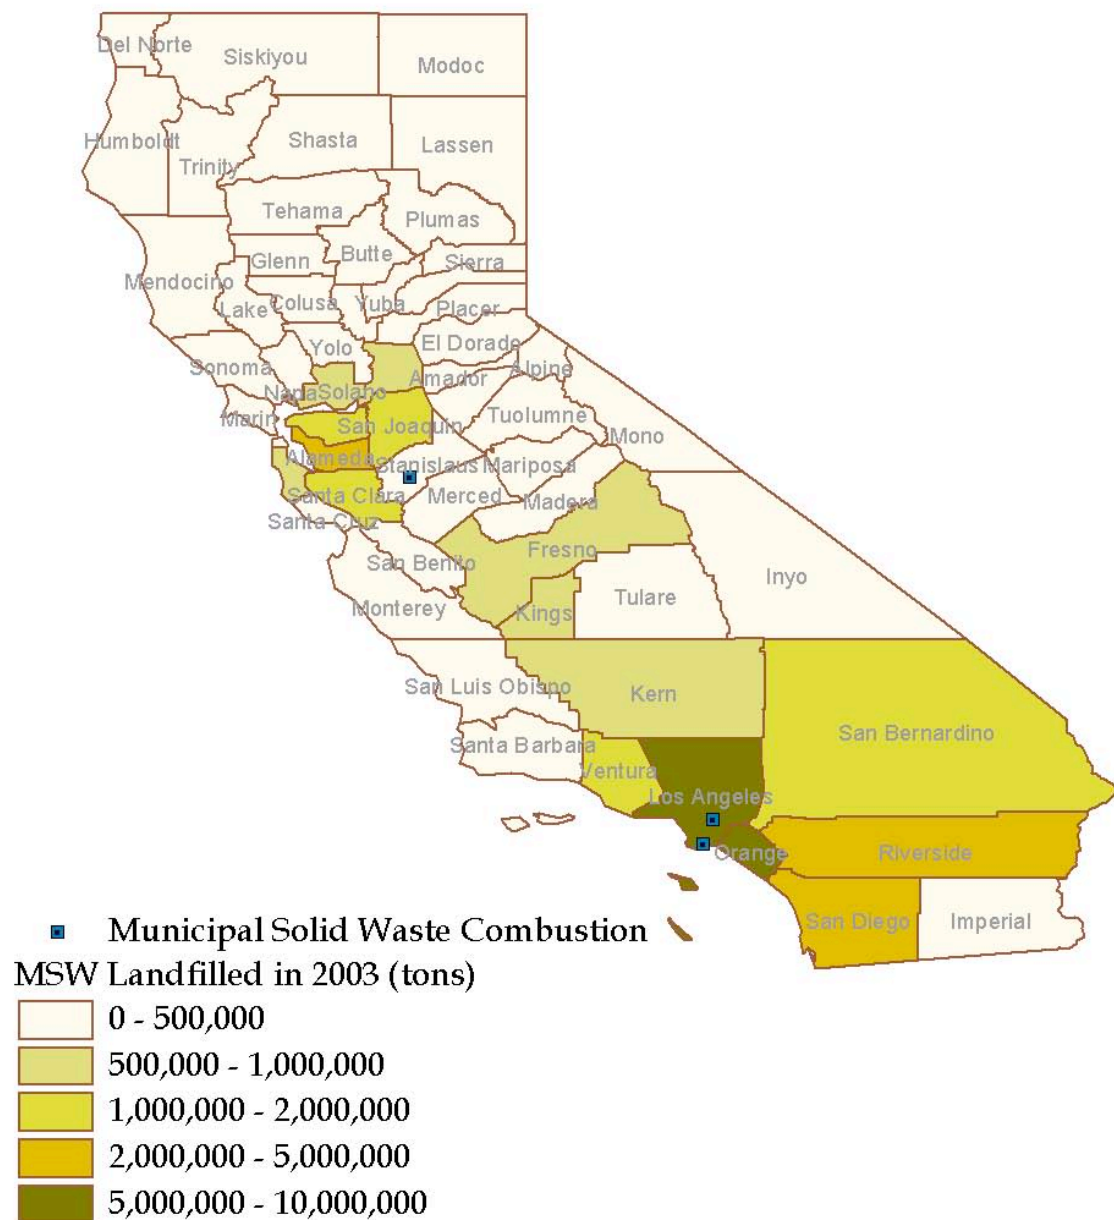 Del Norte
Siskiyou
Modoc
Humboldt
Trinity
Shasta
Lassen
Tehama
Plumas
Glenn
Butte
Sierra
Mendocino
Lake
Colusa
Yuba
Placer
Sonoma
Yolo
El Dorado
Napa
Solano
Amador
Alpine
Marin
San Joaquin
Tuolumne
Mono
Alameda
Stanislaus
Mariposa
Santa Clara
Merced
Madera
Santa Cruz
San Benito
Fresno
Inyo
Monterey
Kings
Tulare
San Luis Obispo
Kern
San Bernardino
Santa Barbara
Ventura
Los Angeles
Orange
Riverside
San Diego
Imperial
Municipal Solid Waste Combustion
MSW Landfilled in 2003 (tons)
0 - 500,000
500,000 - 1,000,000
1,000,000 - 2,000,000
2,000,000 - 5,000,000
5,000,000 - 10,000,000